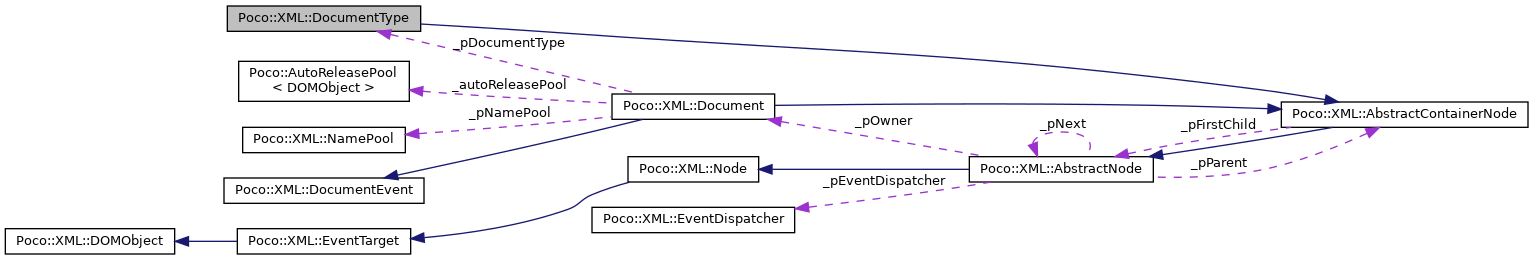 Poco::XML::DocumentType
_pDocumentType
Poco::AutoReleasePool
< DOMObject >
_autoReleasePool
Poco::XML::Document
Poco::XML::AbstractContainerNode
_pNamePool
_pOwner
_pNext
_pFirstChild
Poco::XML::NamePool
Poco::XML::Node
Poco::XML::AbstractNode
_pParent
Poco::XML::DocumentEvent
_pEventDispatcher
Poco::XML::EventDispatcher
Poco::XML::DOMObject
Poco::XML::EventTarget